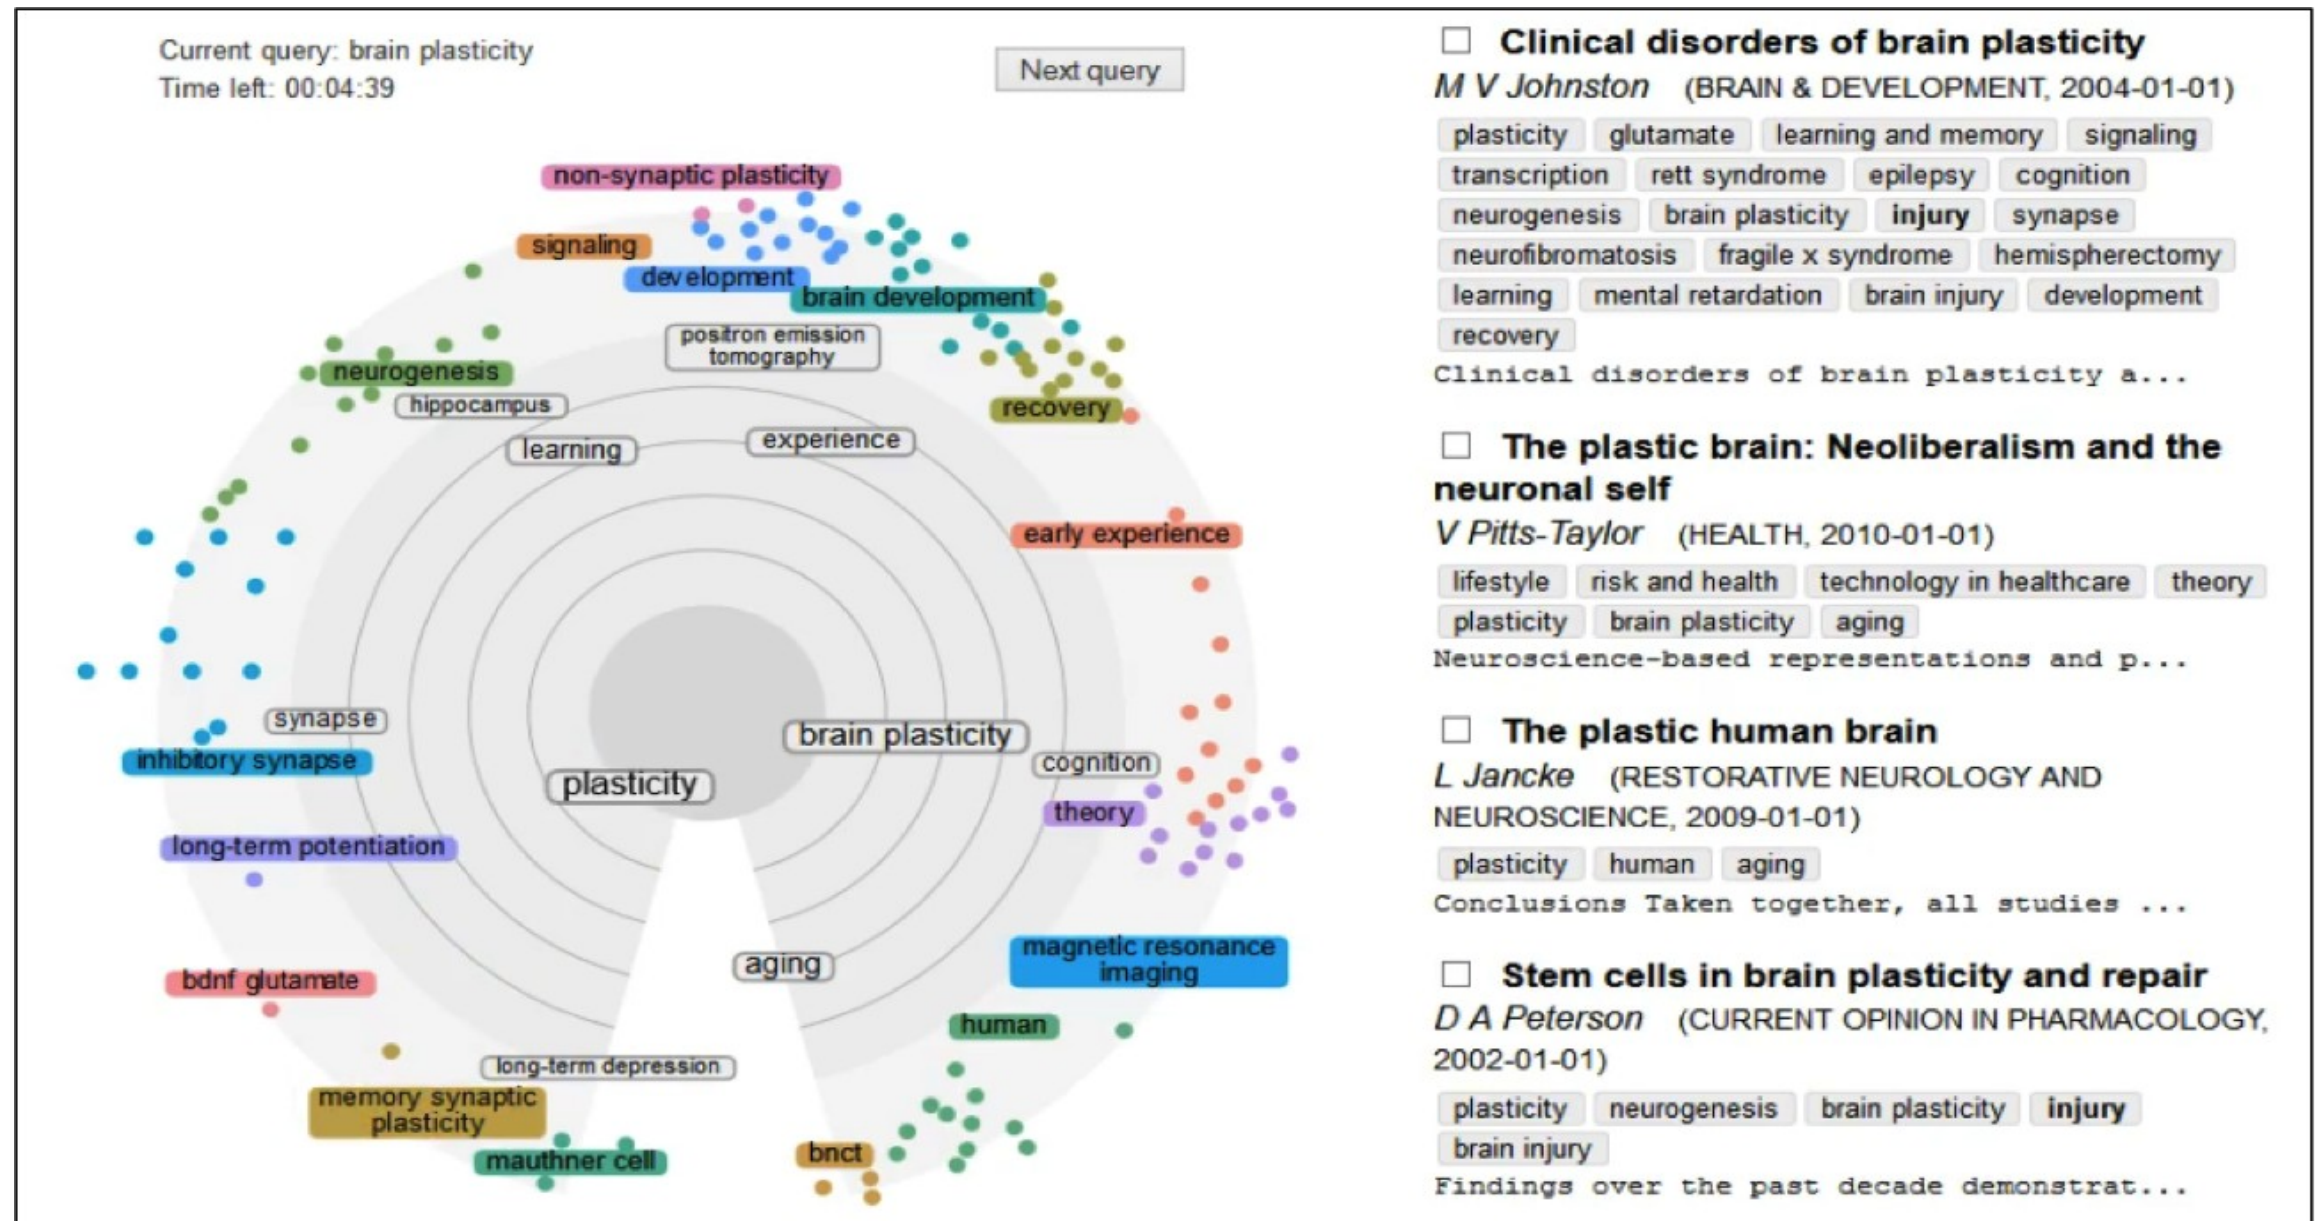 Current query: brain plasticity
Time left: 00:04:39
Next query
non-synaptic plasticity
signaling
development
brain development
positron emission
tomography
neurogenesis
hippocampus
recovery
learning
experience
early experience
synapse
brain plasticity
inhibitory synapse
cognition
plasticity
theory
long-term potentiation
magnetic resonance
imaging
aging
bdnf glutamate
human
long-term depression
memory synaptic
plasticity
mauthner cell
bnct
Clinical disorders of brain plasticity
M V Johnston (BRAIN & DEVELOPMENT, 2004-01-01)
plasticity glutamate learning and memory signaling
transcription rett syndrome epilepsy cognition
neurogenesis brain plasticity injury synapse
neurofibromatosis fragile x syndrome hemispherectomy
learning mental retardation brain injury development
recovery
Clinical disorders of brain plasticity a...
The plastic brain: Neoliberalism and the
neuronal self
V Pitts-Taylor (HEALTH, 2010-01-01)
lifestyle risk and health technology in healthcare theory
plasticity brain plasticity aging
Neuroscience-based representations and p...
The plastic human brain
L Jancke (RESTORATIVE NEUROLOGY AND
NEUROSCIENCE, 2009-01-01)
plasticity human aging
Conclusions Taken together, all studies ...
Stem cells in brain plasticity and repair
D A Peterson (CURRENT OPINION IN PHARMACOLOGY,
2002-01-01)
plasticity neurogenesis brain plasticity injury
brain injury
Findings over the past decade demonstrat...